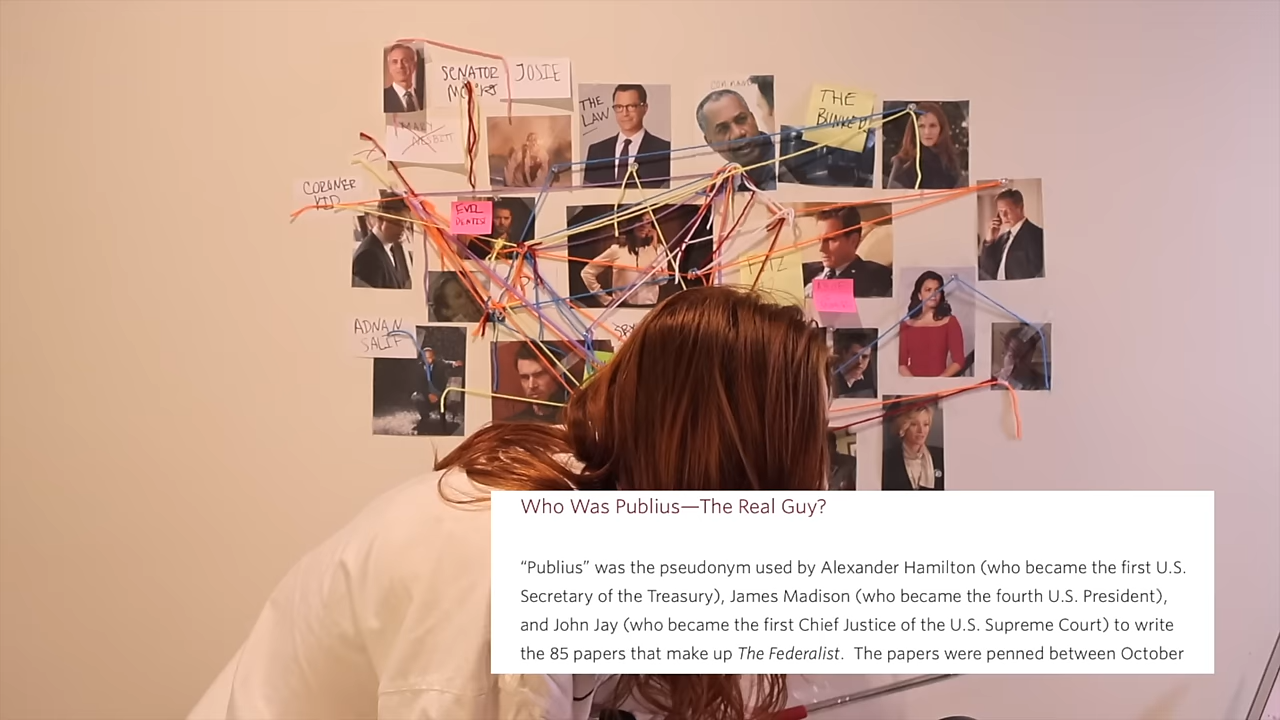 SENATOR
JOSIE
THE
LAW
THE
MARY
NESBITT
CORONER
KID
EVIL
FITZ
ADNAN
SALIF
Who Was Publius—The Real Guy?
“Publius” was the pseudonym used by Alexander Hamilton (who became the first U.S.
Secretary of the Treasury), James Madison (who became the fourth U.S. President),
and John Jay (who became the first Chief Justice of the U.S. Supreme Court) to write
the 85 papers that make up The Federalist. The papers were penned between October